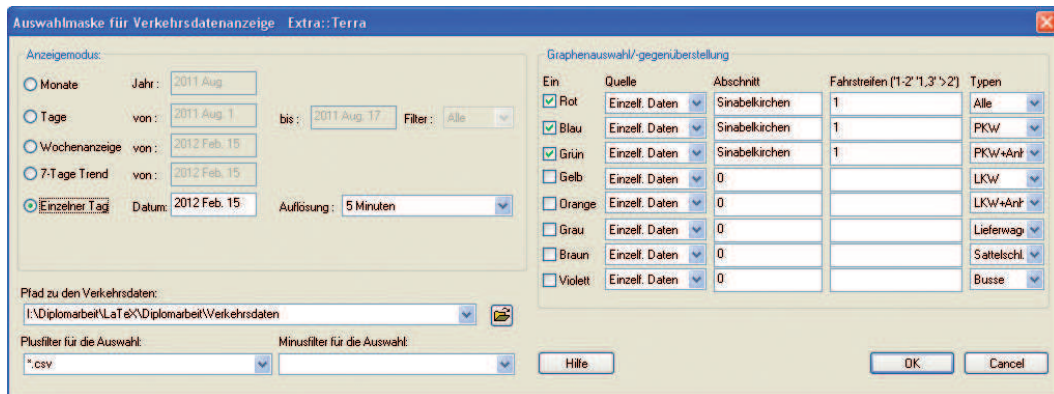 Auswahlmaske für Verkehrsdatenanzeige Extra::Terra
Anzeigemodus:
Monate Jahr : 2011 Aug
Tage von : 2011 Aug. 1 bis : 2011 Aug. 17 Filter : Alle
Wochenanzeige von : 2012 Feb. 15
7-Tage Trend von : 2012 Feb. 15
Einzelner Tag Datum: 2012 Feb. 15 Auflösung : 5 Minuten
Pfad zu den Verkehrsdaten:
I:\Diplomarbeit\LaTeX\Diplomarbeit\Verkehrsdaten
Plusfilter für die Auswahl: Minusfilter für die Auswahl:
*.csv
Graphenauswahl/-gegenüberstellung
Ein Quelle Abschnitt Fahrstreifen ('1-2' '1,3' '>2') Typen
Rot Einzelf. Daten Sinabelkirchen 1 Alle
Blau Einzelf. Daten Sinabelkirchen 1 PKW
Grün Einzelf. Daten Sinabelkirchen 1 PKW+Anh
Gelb Einzelf. Daten 0 LKW
Orange Einzelf. Daten 0 LKW+Anh
Grau Einzelf. Daten 0 Lieferwag
Braun Einzelf. Daten 0 Sattelschl.
Violett Einzelf. Daten 0 Busse
Hilfe OK Cancel